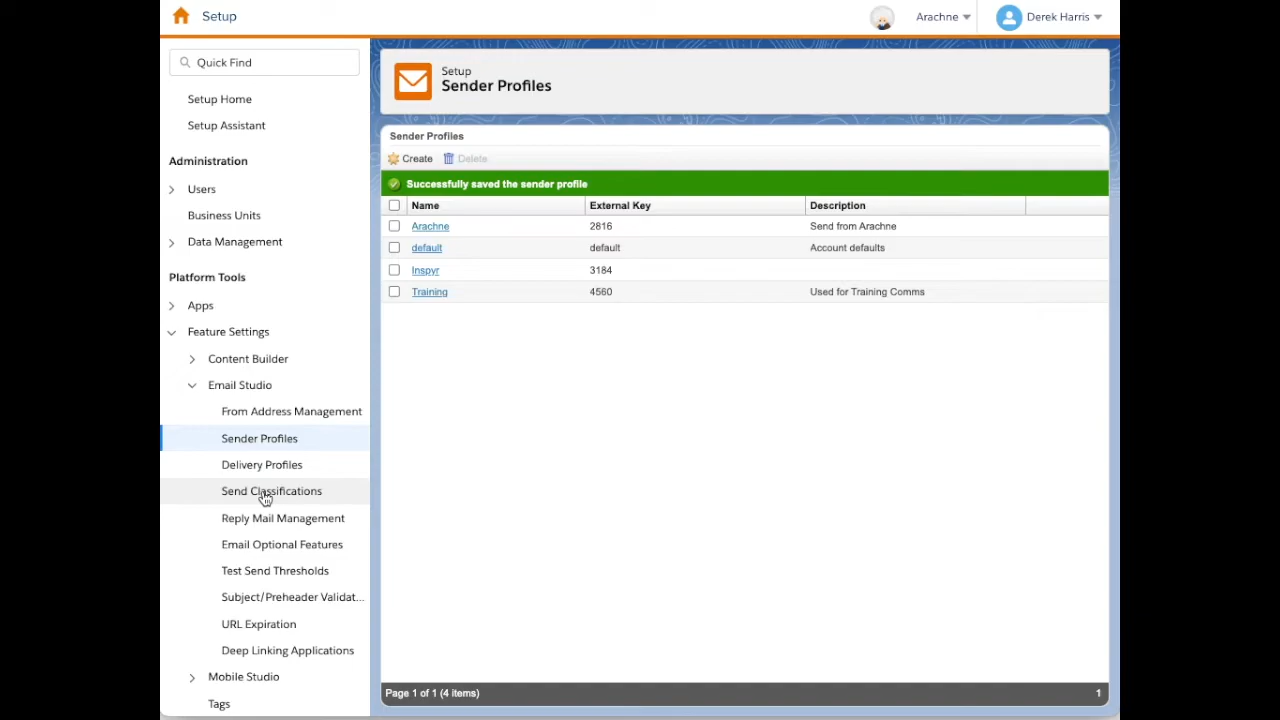 Setup
Arachne
Derek Harris
Quick Find
Setup Home
Setup Assistant
Administration
Users
Business Units
Data Management
Platform Tools
Apps
Feature Settings
Content Builder
Email Studio
From Address Management
Sender Profiles
Delivery Profiles
Send Classifications
Reply Mail Management
Email Optional Features
Test Send Thresholds
Subject/Preheader Validat...
URL Expiration
Deep Linking Applications
Mobile Studio
Tags
Setup
Sender Profiles
Sender Profiles
Create Delete
Successfully saved the sender profile
Name External Key Description
Arachne 2816 Send from Arachne
default default Account defaults
Inspyr 3184
Training 4560 Used for Training Comms
Page 1 of 1 (4 items) 1